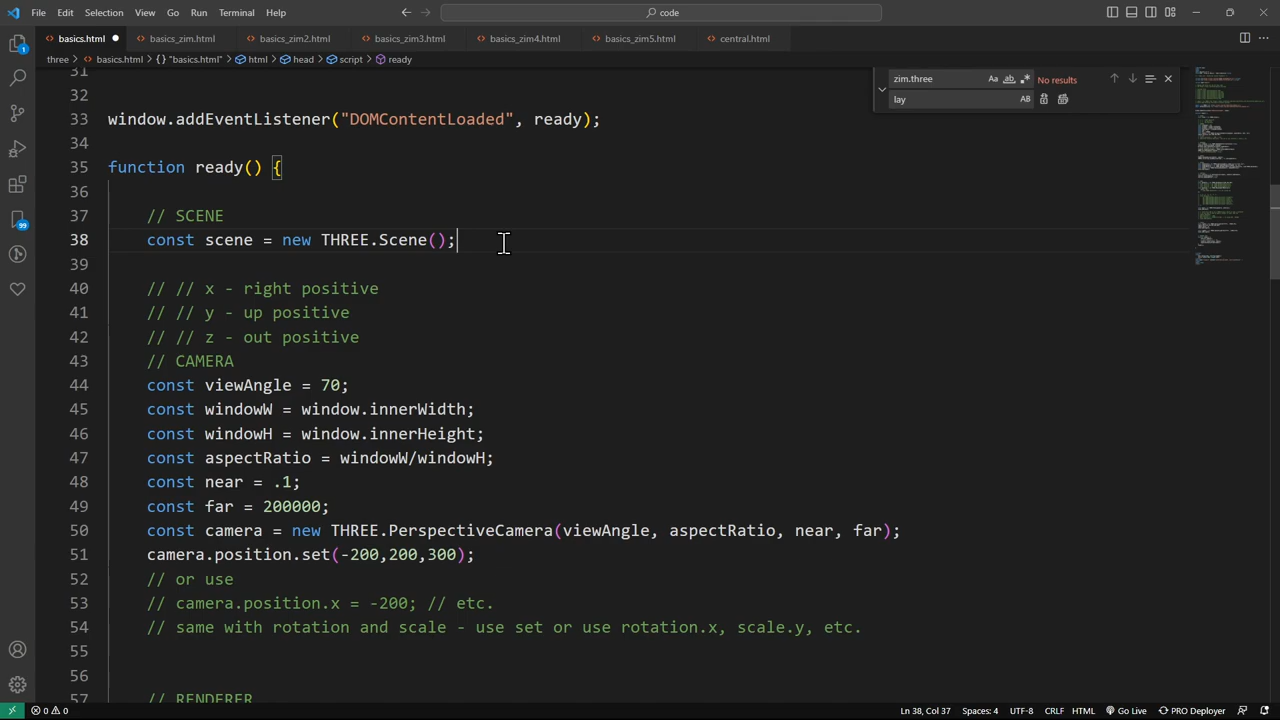 File Edit Selection View Go Run Terminal Help
code
basics.html
basics_zim.html
basics_zim2.html
basics_zim3.html
basics_zim4.html
basics_zim5.html
central.html
three > basics.html > {} "basics.html" > html > head > script > ready
zim.three
Aa
ab
No results
lay
AB
1
99
31
32
33 window.addEventListener("DOMContentLoaded", ready);
34
35 function ready() {
36
37 // SCENE
38 const scene = new THREE.Scene();
39
40 // // x - right positive
41 // // y - up positive
42 // // z - out positive
43 // CAMERA
44 const viewAngle = 70;
45 const windowW = window.innerWidth;
46 const windowH = window.innerHeight;
47 const aspectRatio = windowW/windowH;
48 const near = .1;
49 const far = 200000;
50 const camera = new THREE.PerspectiveCamera(viewAngle, aspectRatio, near, far);
51 camera.position.set(-200,200,300);
52 // or use
53 // camera.position.x = -200; // etc.
54 // same with rotation and scale - use set or use rotation.x, scale.y, etc.
55
56
57 // RENDERER
0 0
Ln 38, Col 37
Spaces: 4
UTF-8
CRLF
HTML
Go Live
PRO Deployer